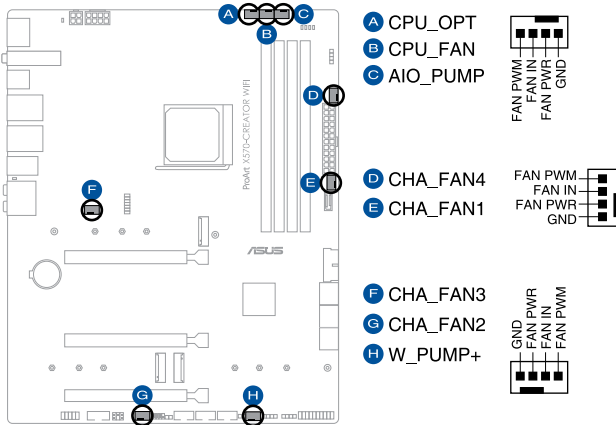 A B C
D
E
F
G
H
ProArt X570-CREATOR WIFI
ASUS
A CPU_OPT
B CPU_FAN
C AIO_PUMP
FAN PWM
FAN IN
FAN PWR
GND
D CHA_FAN4
E CHA_FAN1
FAN PWM
FAN IN
FAN PWR
GND
F CHA_FAN3
G CHA_FAN2
H W_PUMP+
GND
FAN PWR
FAN IN
FAN PWM